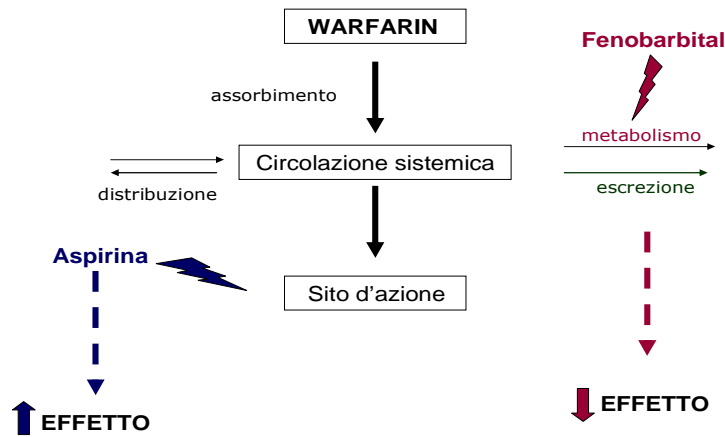 WARFARIN
Fenobarbital
assorbimento
metabolismo
Circolazione sistemica
distribuzione
escrezione
Aspirina
Sito d'azione
EFFETTO
EFFETTO